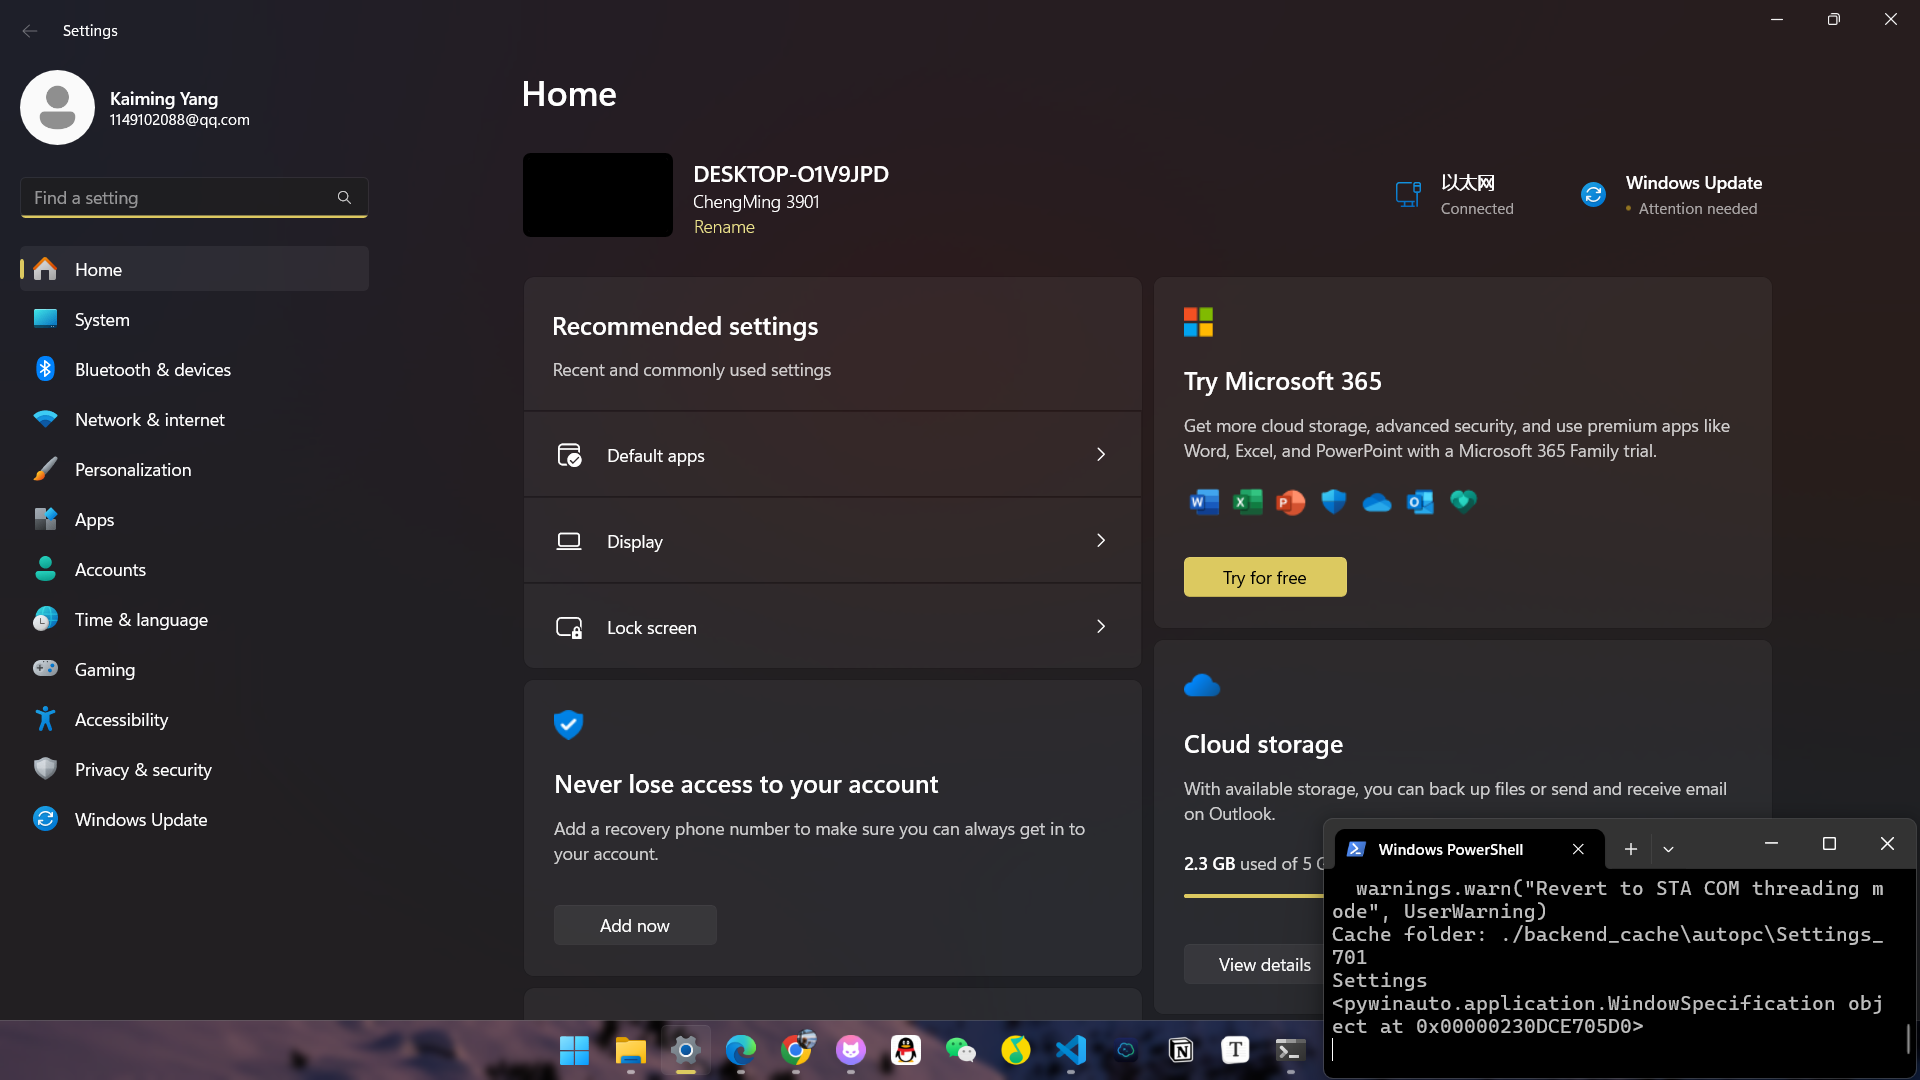 Settings
Kaiming Yang
1149102088@qq.com
Find a setting
Home
System
Bluetooth & devices
Network & internet
Personalization
Apps
Accounts
Time & language
Gaming
Accessibility
Privacy & security
Windows Update
Home
DESKTOP-O1V9JPD
ChengMing 3901
Rename
以太网
Connected
Windows Update
Attention needed
Recommended settings
Recent and commonly used settings
Default apps
Display
Lock screen
Never lose access to your account
Add a recovery phone number to make sure you can always get in to
your account.
Add now
Try Microsoft 365
Get more cloud storage, advanced security, and use premium apps like
Word, Excel, and PowerPoint with a Microsoft 365 Family trial.
Try for free
Cloud storage
With available storage, you can back up files or send and receive email
on Outlook.
2.3 GB used of 5
View details
Windows PowerShell
warnings.warn("Revert to STA COM threading m
ode", UserWarning)
Cache folder: ./backend_cache\autopc\Settings_
701
Settings
<pywinauto.application.WindowSpecification obj
ect at 0x00000230DCE705D0>